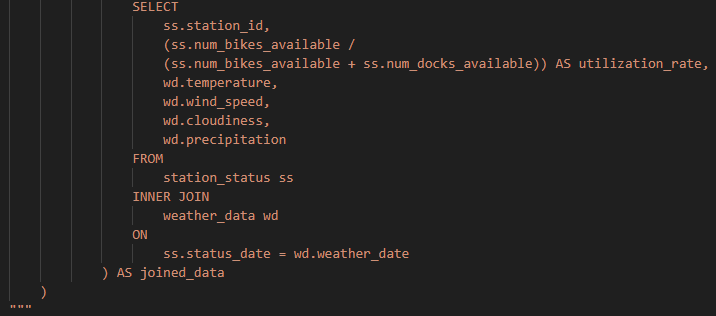 SELECT
ss.station_id,
(ss.num_bikes_available /
(ss.num_bikes_available + ss.num_docks_available)) AS utilization_rate,
wd.temperature,
wd.wind_speed,
wd.cloudiness,
wd.precipitation
FROM
station_status ss
INNER JOIN
weather_data wd
ON
ss.status_date = wd.weather_date
) AS joined_data
)
"""